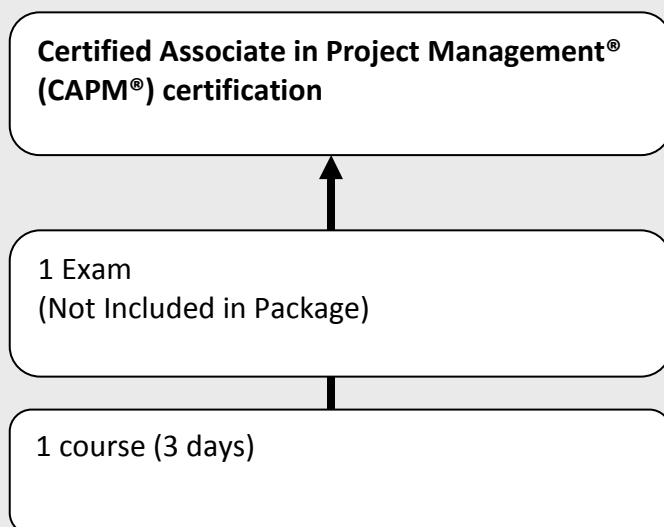 Certified Associate in Project Management®
(CAPM®) certification
1 Exam
(Not Included in Package)
1 course (3 days)